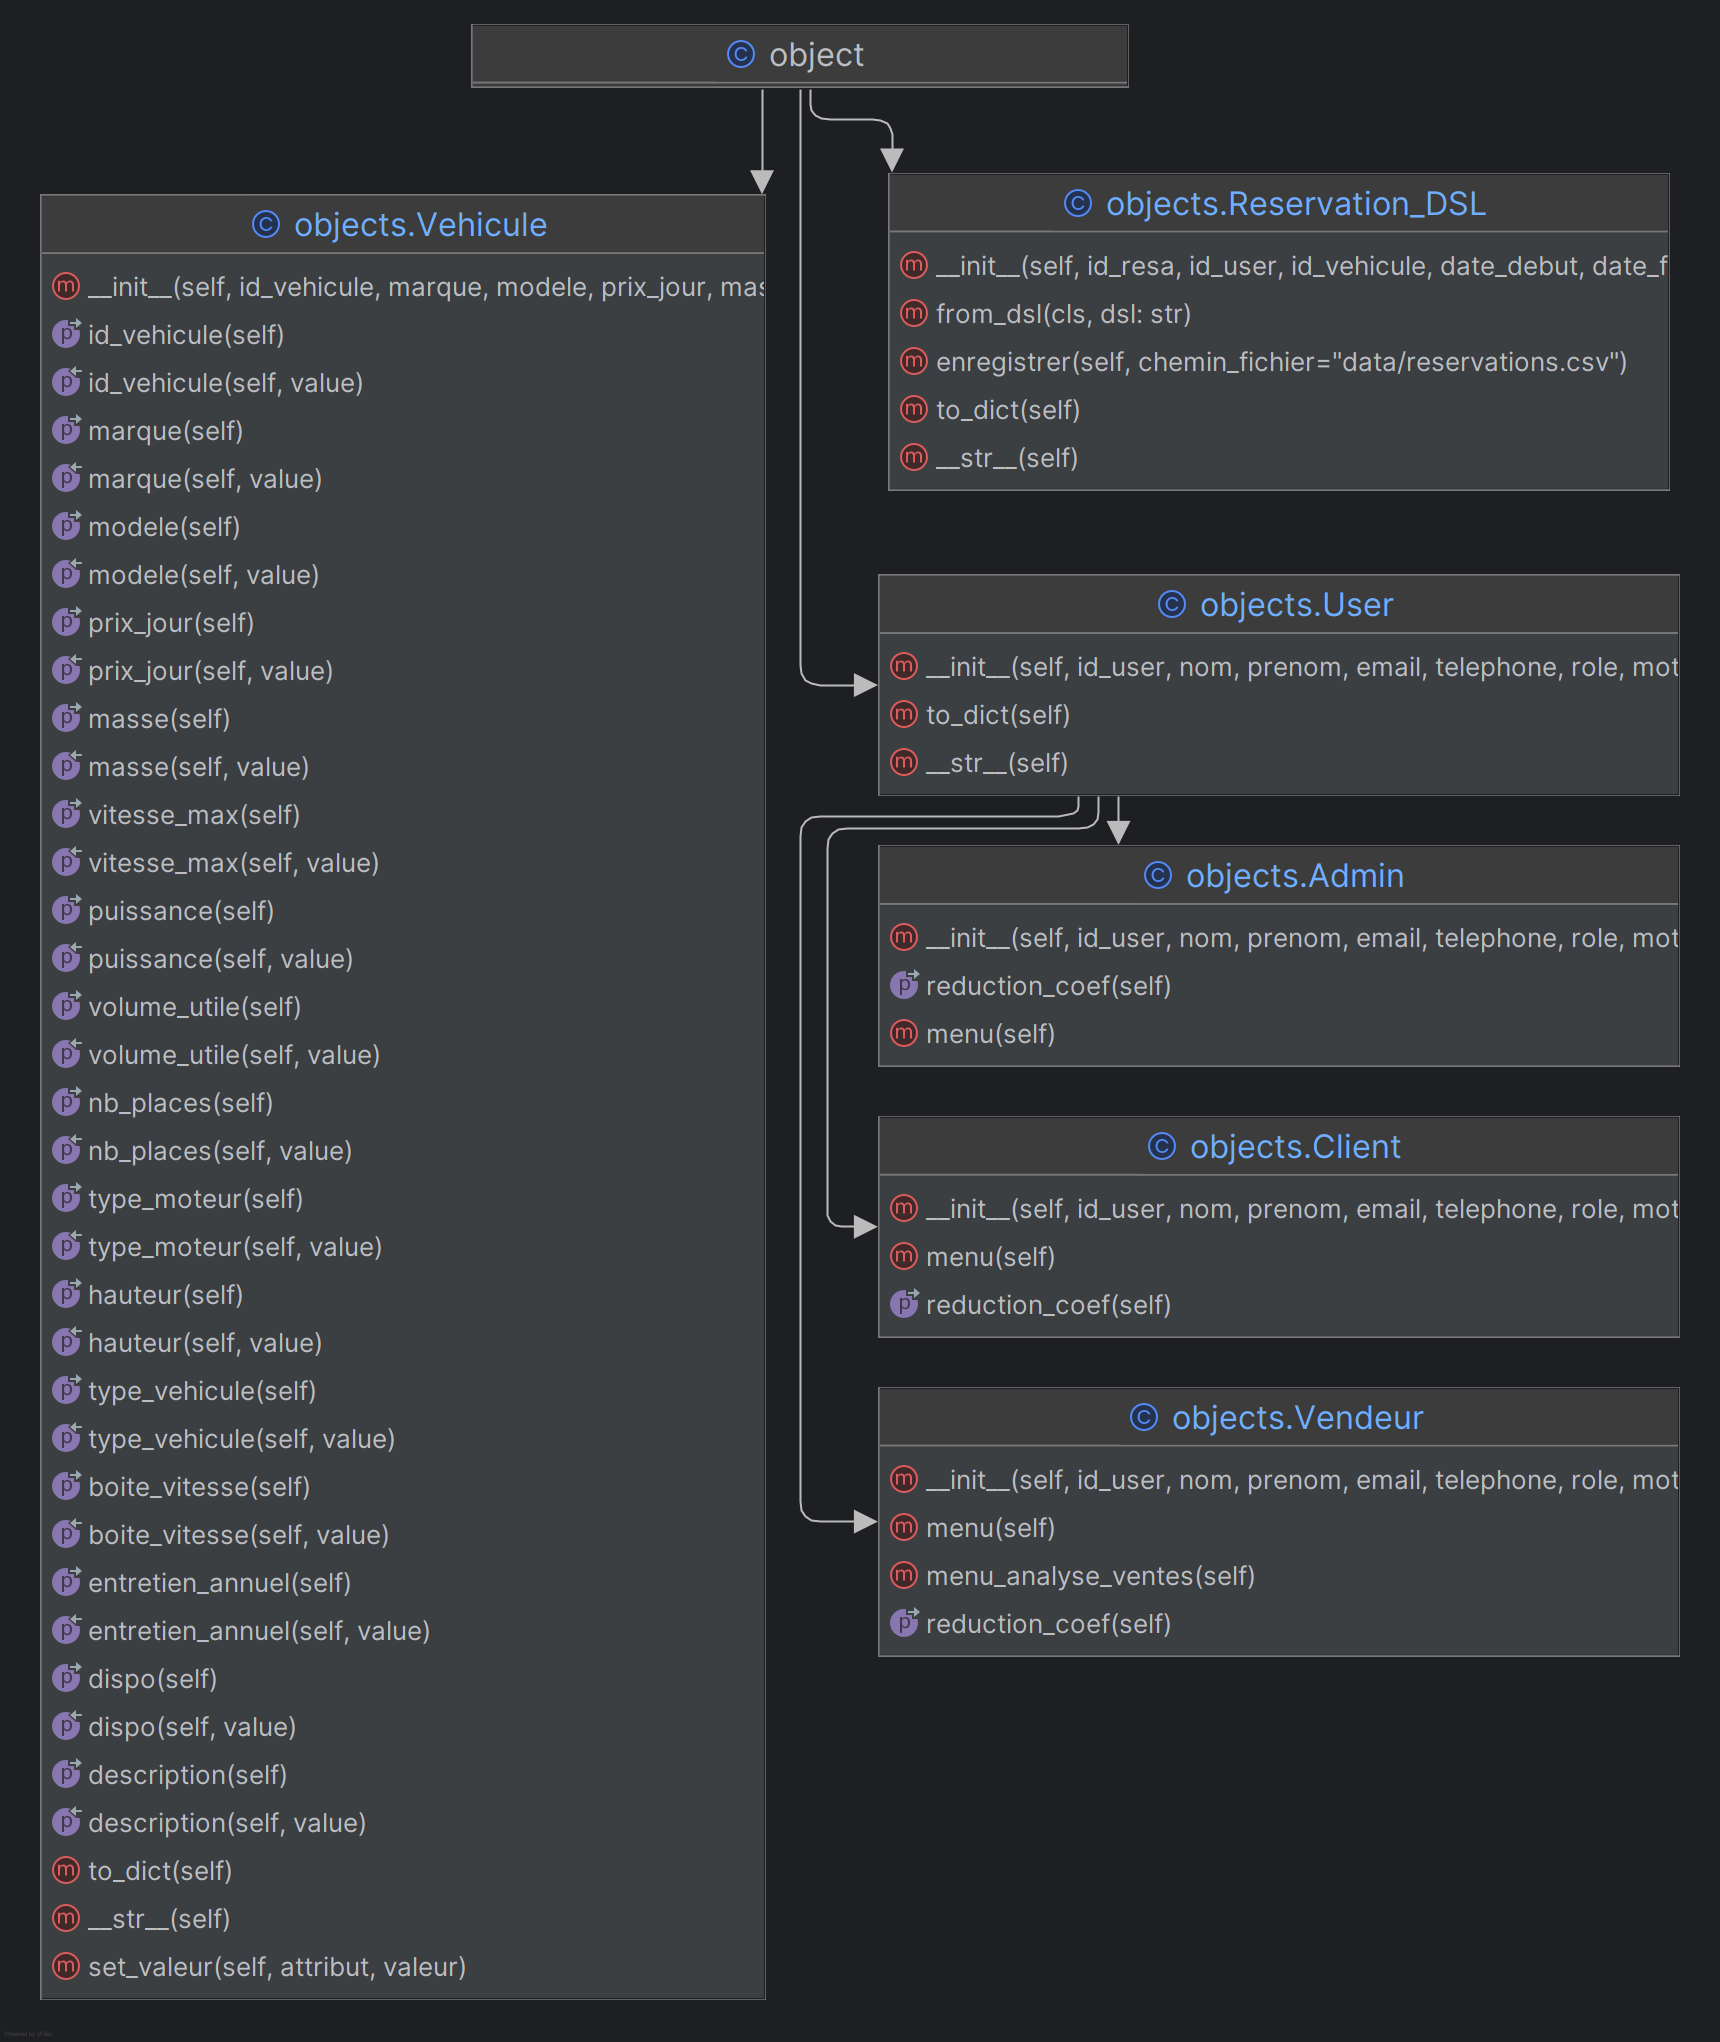 object
objects.Vehicule
__init__(self, id_vehicule, marque, modele, prix_jour, mas
id_vehicule(self)
id_vehicule(self, value)
marque(self)
marque(self, value)
modele(self)
modele(self, value)
prix_jour(self)
prix_jour(self, value)
masse(self)
masse(self, value)
vitesse_max(self)
vitesse_max(self, value)
puissance(self)
puissance(self, value)
volume_utile(self)
volume_utile(self, value)
nb_places(self)
nb_places(self, value)
type_moteur(self)
type_moteur(self, value)
hauteur(self)
hauteur(self, value)
type_vehicule(self)
type_vehicule(self, value)
boite_vitesse(self)
boite_vitesse(self, value)
entretien_annuel(self)
entretien_annuel(self, value)
dispo(self)
dispo(self, value)
description(self)
description(self, value)
to_dict(self)
__str__(self)
set_valeur(self, attribut, valeur)
objects.Reservation_DSL
__init__(self, id_resa, id_user, id_vehicule, date_debut, date_f
from_dsl(cls, dsl: str)
enregistrer(self, chemin_fichier="data/reservations.csv")
to_dict(self)
__str__(self)
objects.User
__init__(self, id_user, nom, prenom, email, telephone, role, mot
to_dict(self)
__str__(self)
objects.Admin
__init__(self, id_user, nom, prenom, email, telephone, role, mot
reduction_coef(self)
menu(self)
objects.Client
__init__(self, id_user, nom, prenom, email, telephone, role, mot
menu(self)
reduction_coef(self)
objects.Vendeur
__init__(self, id_user, nom, prenom, email, telephone, role, mot
menu(self)
menu_analyse_ventes(self)
reduction_coef(self)
Powered by yFiles